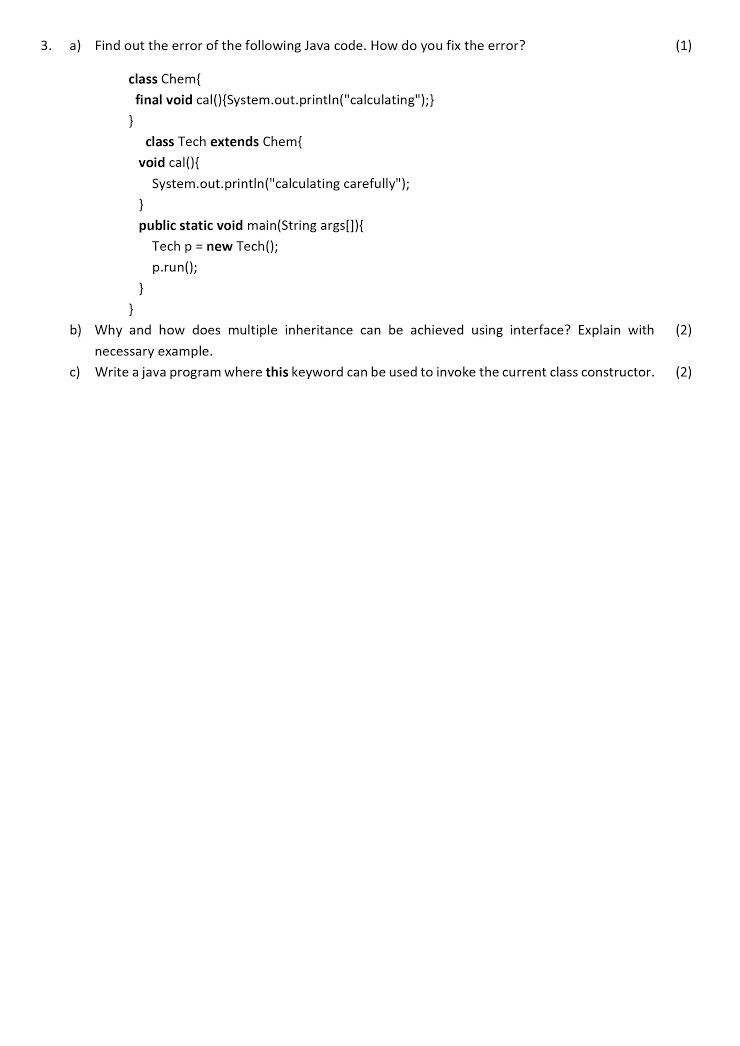 3. a) Find out the error of the following Java code. How do you fix the error? (1)
class Chem{
final void cal(){System.out.println("calculating");}
}
class Tech extends Chem{
void cal(){
System.out.println("calculating carefully");
}
public static void main(String args[]){
Tech p = new Tech();
p.run();
}
}
b) Why and how does multiple inheritance can be achieved using interface? Explain with (2)
necessary example.
c) Write a java program where this keyword can be used to invoke the current class constructor. (2)